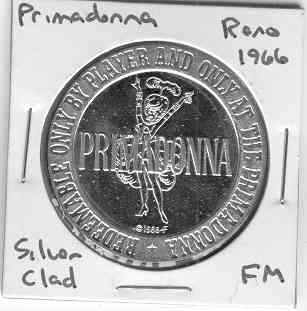 Primadonna
Reno
1966
REDEEMABLE ONLY BY PLAYER AND ONLY AT THE PRIMADONNA
PRIMADONNA
©1966-F
Silver
Clad
FM